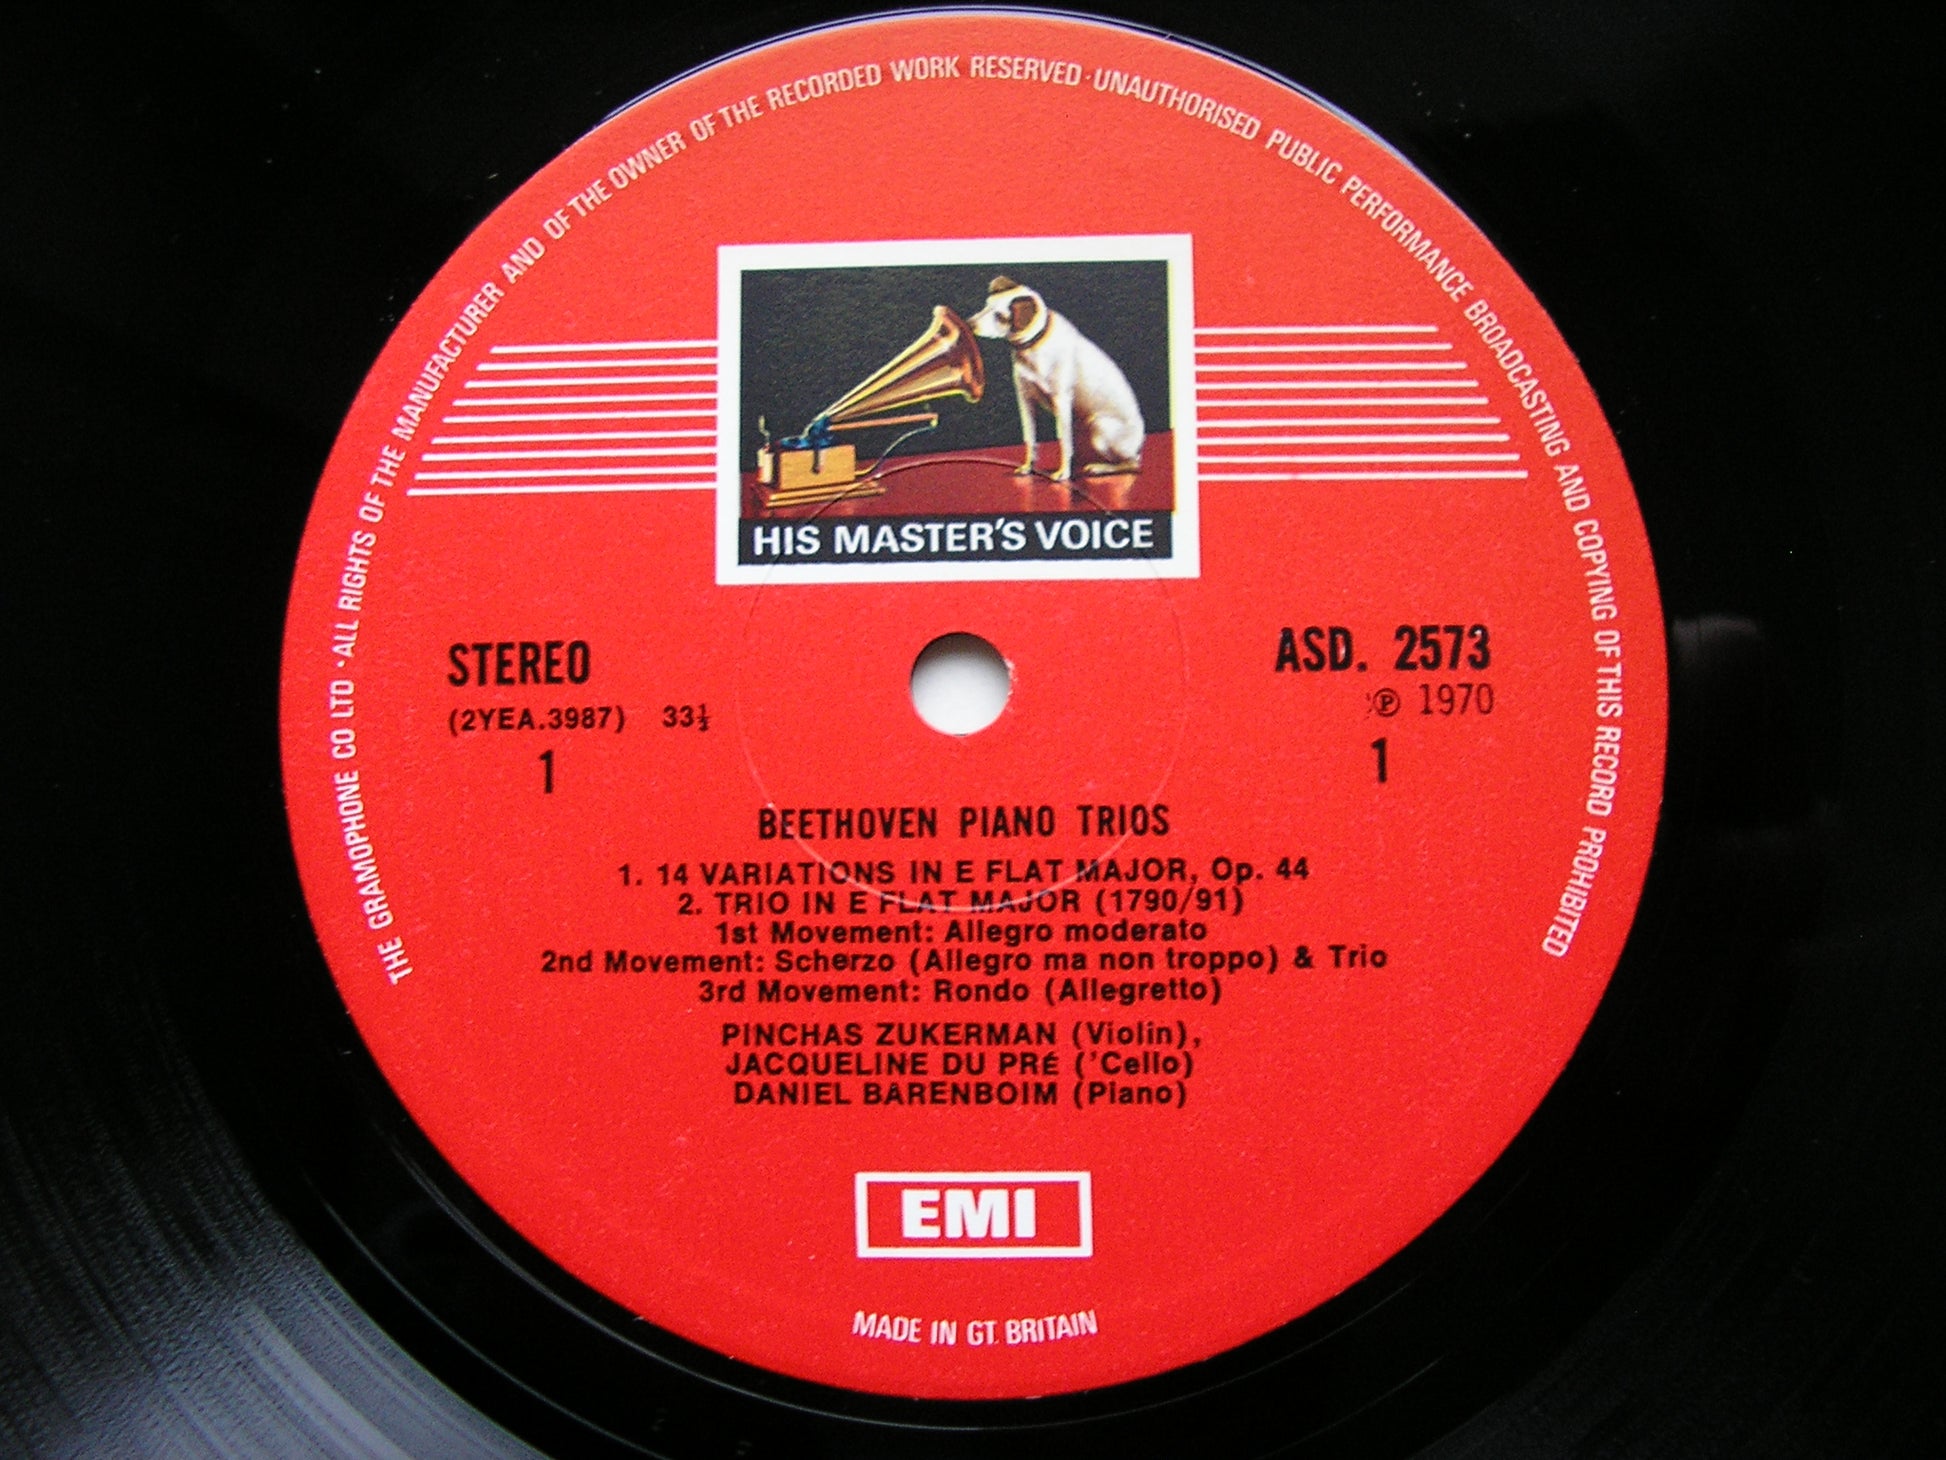 THE GRAMOPHONE CO LTD · ALL RIGHTS OF THE MANUFACTURER AND OF THE OWNER OF THE RECORDED WORK RESERVED · UNAUTHORISED PUBLIC PERFORMANCE BROADCASTING AND COPYING OF THIS RECORD PROHIBITED
HIS MASTER'S VOICE
STEREO
(2YEA.3987) 33⅓
1
ASD. 2573
℗ 1970
1
BEETHOVEN PIANO TRIOS
1. 14 VARIATIONS IN E FLAT MAJOR, Op. 44
2. TRIO IN E FLAT MAJOR (1790/91)
1st Movement: Allegro moderato
2nd Movement: Scherzo (Allegro ma non troppo) & Trio
3rd Movement: Rondo (Allegretto)
PINCHAS ZUKERMAN (Violin),
JACQUELINE DU PRÉ ('Cello)
DANIEL BARENBOIM (Piano)
EMI
MADE IN GT. BRITAIN